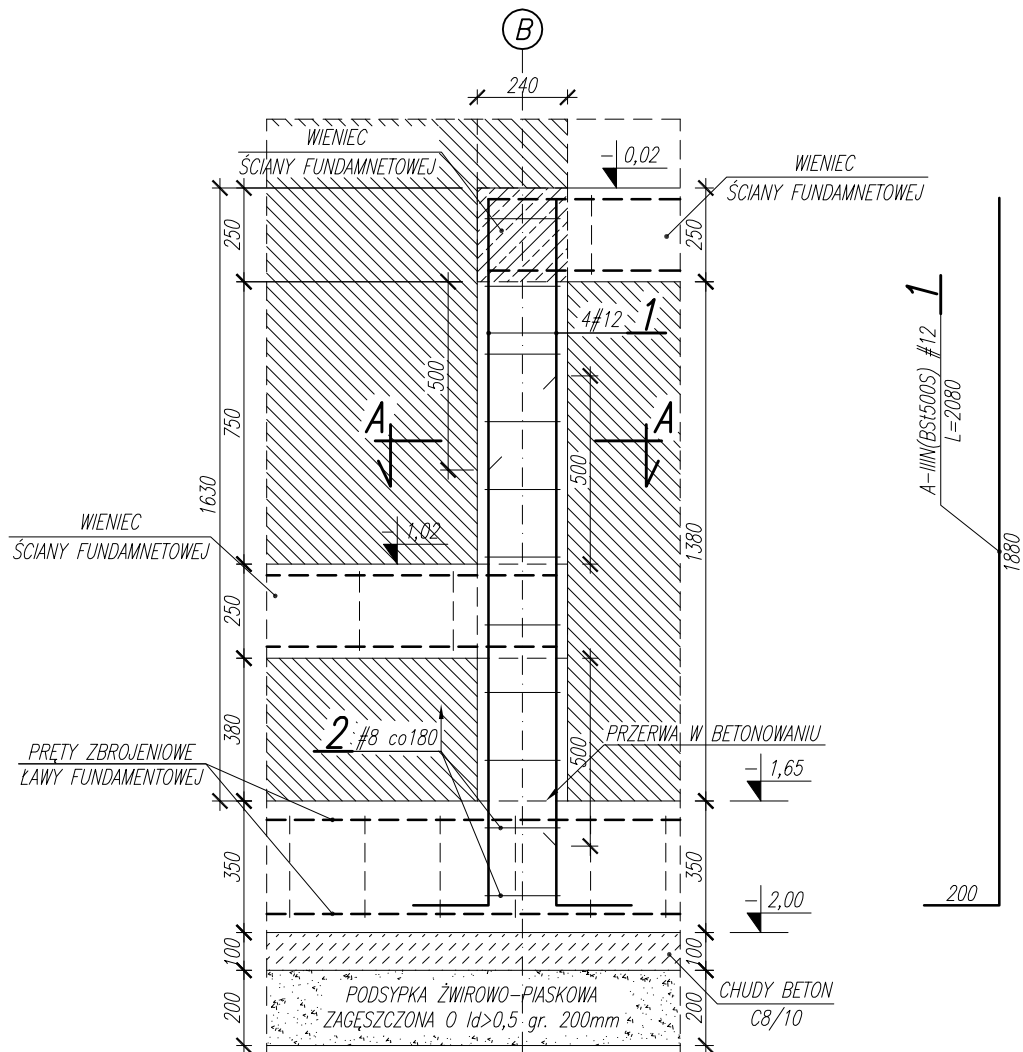 B
240
WIENIEC
ŚCIANY FUNDAMNETOWEJ
- 0,02
WIENIEC
ŚCIANY FUNDAMNETOWEJ
250
250
4#12 1
500
A
A
750
500
1630
1380
A-IIIN(BSt500S) #12
L=2080
1
1880
200
WIENIEC
ŚCIANY FUNDAMNETOWEJ
- 1,02
250
380
2 #8 co180
500
PRZERWA W BETONOWANIU
PRĘTY ZBROJENIOWE
ŁAWY FUNDAMENTOWEJ
- 1,65
350
350
- 2,00
100
100
200
200
PODSYPKA ŻWIROWO-PIASKOWA
ZAGĘSZCZONA O Id>0,5 gr. 200mm
CHUDY BETON
C8/10